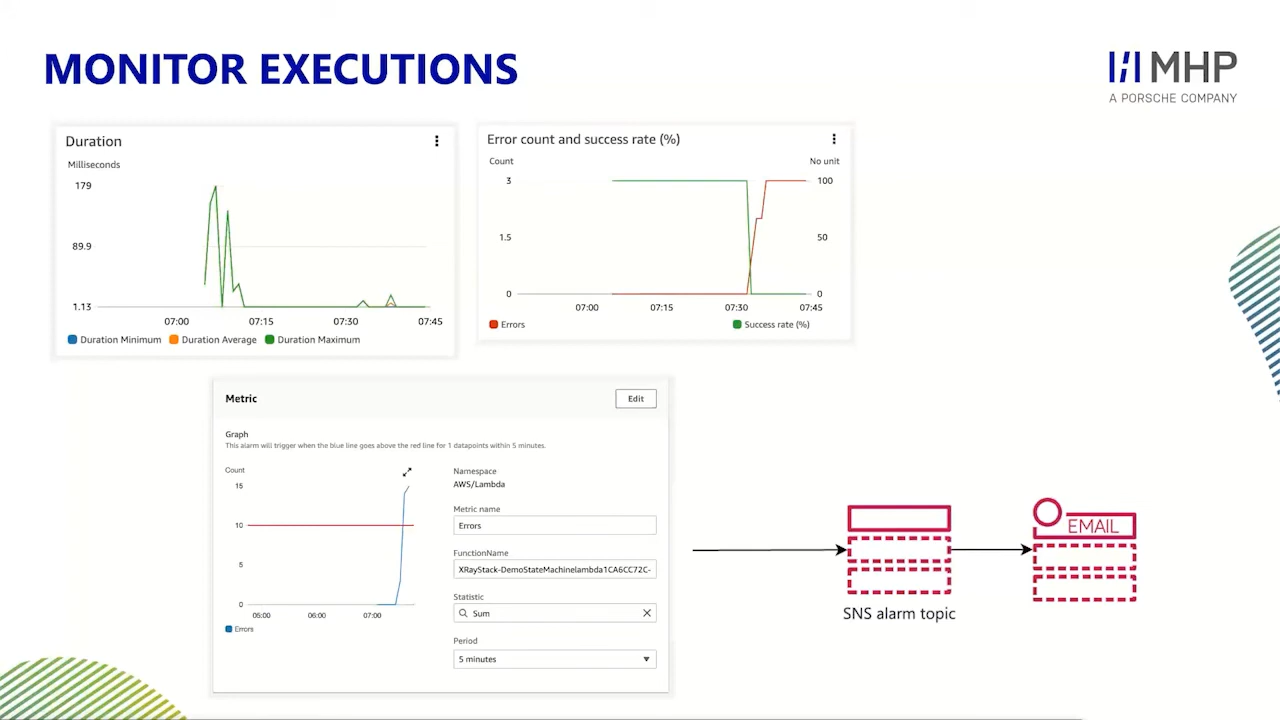 MONITOR EXECUTIONS
MHP
A PORSCHE COMPANY
Duration
Milliseconds
179
89.9
1.13
07:00 07:15 07:30 07:45
Duration Minimum Duration Average Duration Maximum
Error count and success rate (%)
Count No unit
3 100
1.5 50
0 0
07:00 07:15 07:30 07:45
Errors Success rate (%)
Metric
Edit
Graph
This alarm will trigger when the blue line goes above the red line for 1 datapoints within 5 minutes.
Count
15
10
5
0
05:00 06:00 07:00
Errors
Namespace
AWS/Lambda
Metric name
Errors
FunctionName
XRayStack-DemoStateMachinelambda1CA6CC72C-
Statistic
Sum
Period
5 minutes
SNS alarm topic
EMAIL